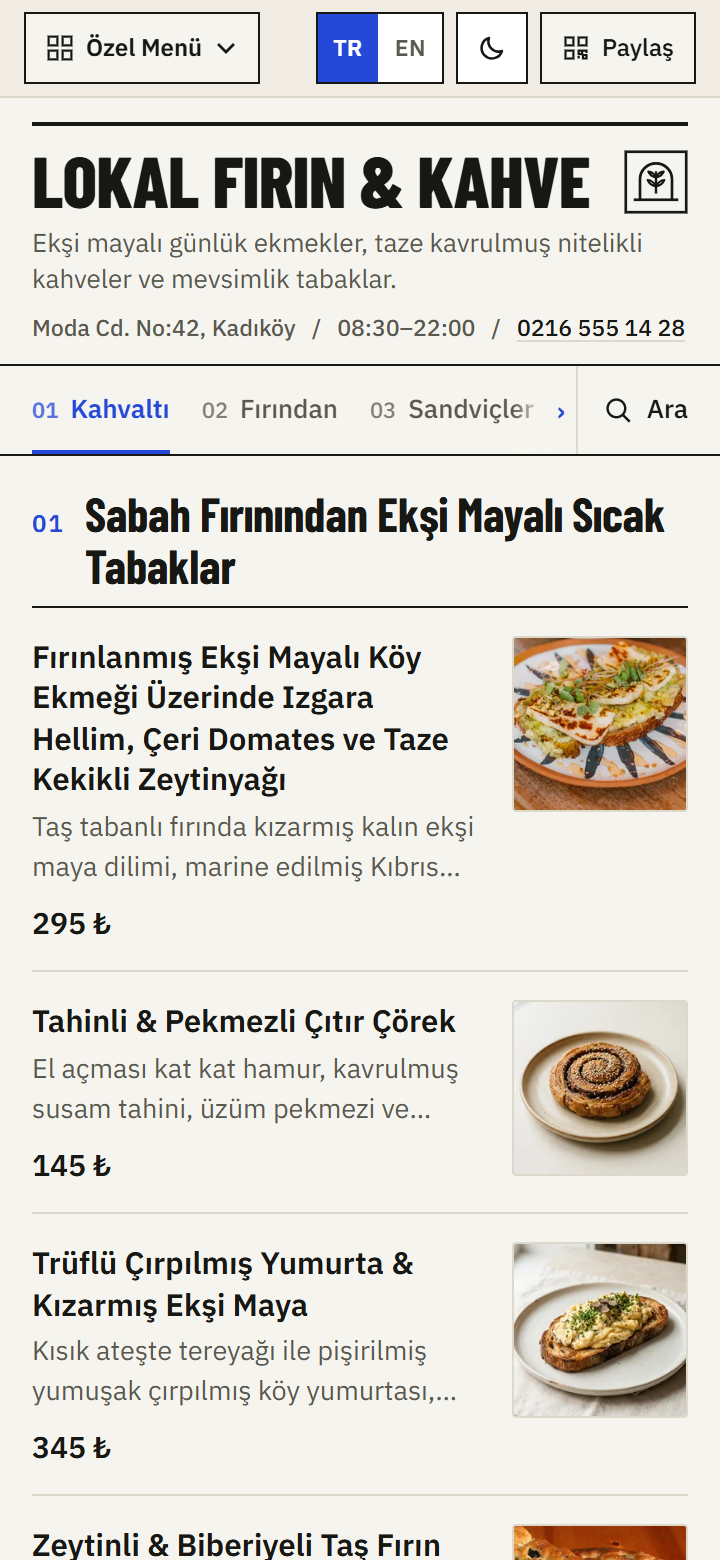 Özel Menü
TR EN
Paylaş
LOKAL FIRIN & KAHVE
Ekşi mayalı günlük ekmekler, taze kavrulmuş nitelikli
kahveler ve mevsimlik tabaklar.
Moda Cd. No:42, Kadıköy / 08:30–22:00 / 0216 555 14 28
01 Kahvaltı 02 Fırından 03 Sandviçler › Ara
01 Sabah Fırınından Ekşi Mayalı Sıcak
Tabaklar
Fırınlanmış Ekşi Mayalı Köy
Ekmeği Üzerinde Izgara
Hellim, Çeri Domates ve Taze
Kekikli Zeytinyağı
Taş tabanlı fırında kızarmış kalın ekşi
maya dilimi, marine edilmiş Kıbrıs...
295 ₺
Tahinli & Pekmezli Çıtır Çörek
El açması kat kat hamur, kavrulmuş
susam tahini, üzüm pekmezi ve...
145 ₺
Trüflü Çırpılmış Yumurta &
Kızarmış Ekşi Maya
Kısık ateşte tereyağı ile pişirilmiş
yumuşak çırpılmış köy yumurtası,...
345 ₺
Zeytinli & Biberiyeli Taş Fırın